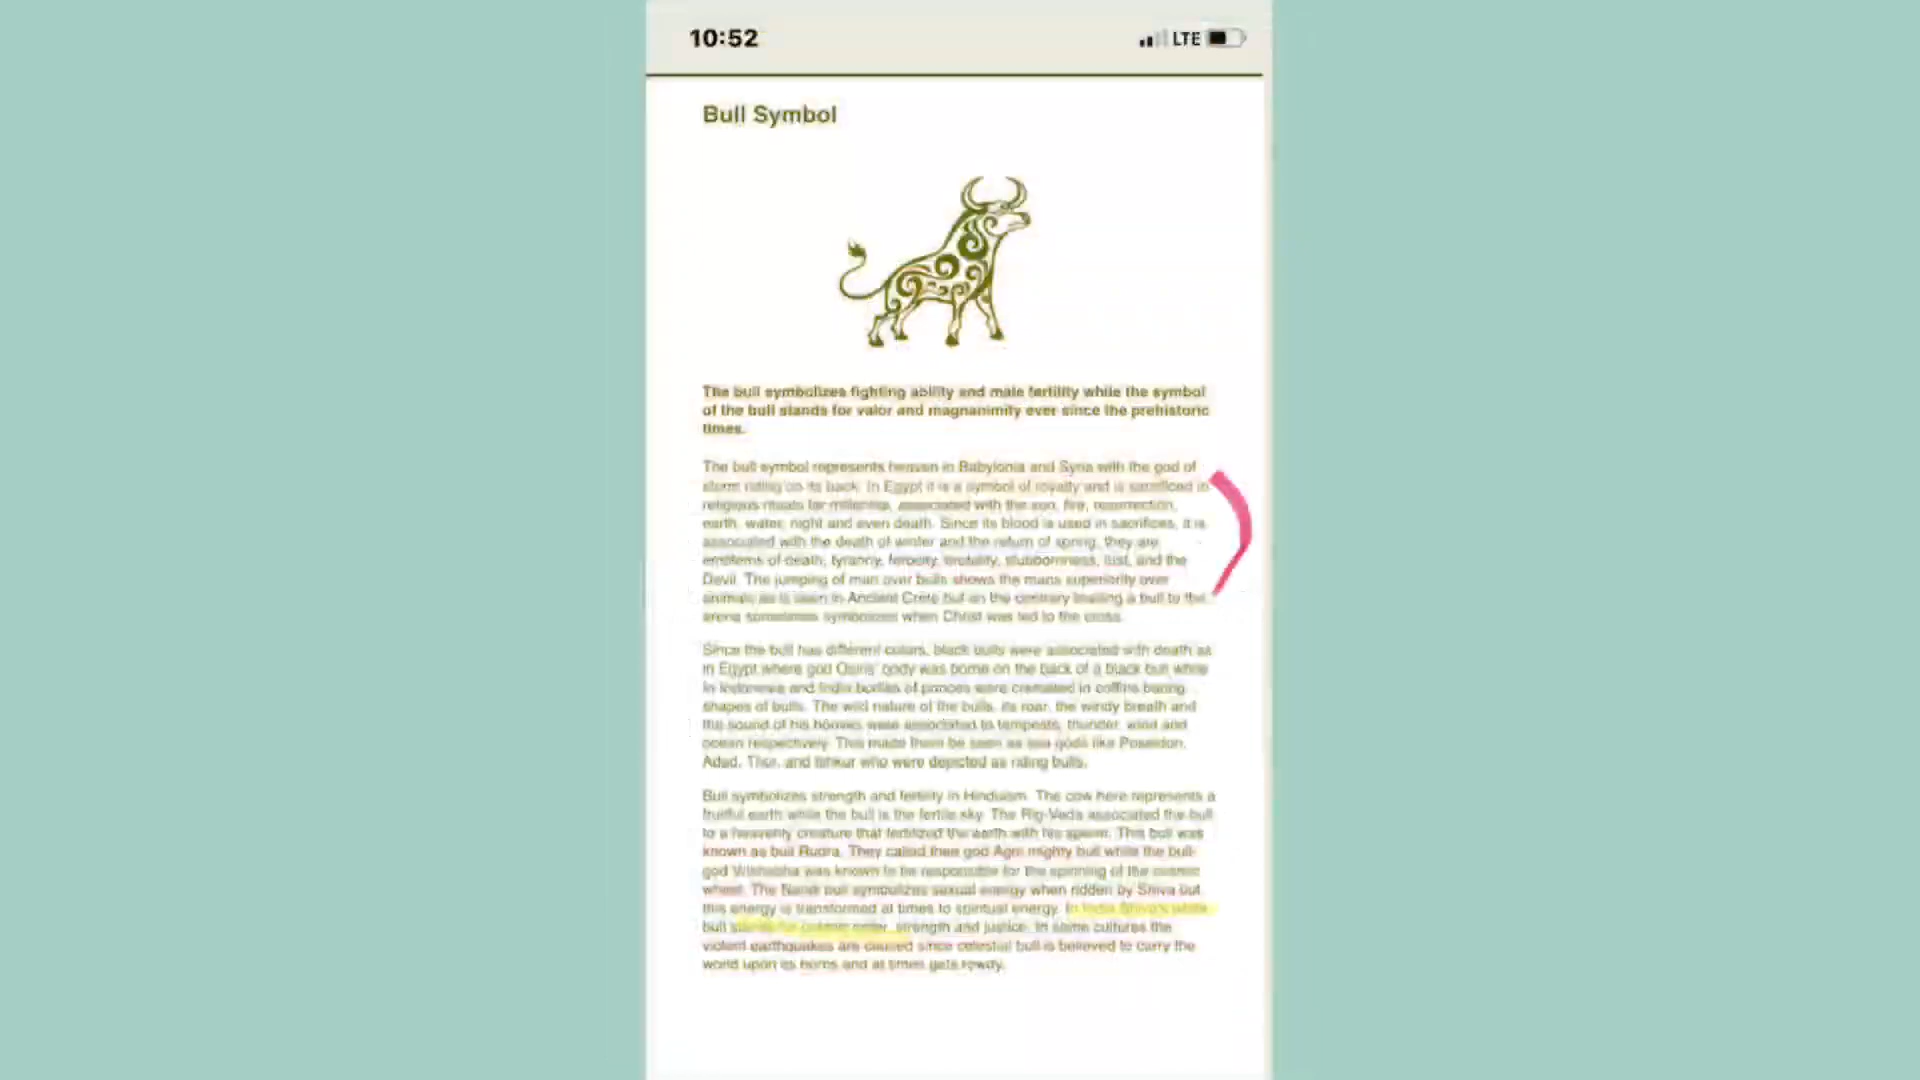 10:52
LTE
Bull Symbol
The bull symbolizes fighting ability and male fertility while the symbol
of the bull stands for valor and magnanimity ever since the prehistoric
times.
The bull symbol represents heaven in Babylonia and Syria with the god of
storm riding on its back. In Egypt it is a symbol of royalty and is sacrificed in
religious rituals for millennia, associated with the sun, fire, resurrection,
earth, water, night and even death. Since its blood is used in sacrifices, it is
associated with the death of winter and the return of spring, they are
emblems of death, tyranny, ferocity, brutality, stubbornness, lust, and the
Devil. The jumping of man over bulls shows the mans superiority over
animals as is seen in Ancient Crete but on the contrary leading a bull to the
arena sometimes symbolizes when Christ was led to the cross.
Since the bull has different colors, black bulls were associated with death as
in Egypt where god Osiris' body was borne on the back of a black bull while
in Indonesia and India bodies of princes were cremated in coffins baring
shapes of bulls. The wild nature of the bulls, its roar, the windy breath and
the sound of his hooves were associated to tempests, thunder, wind and
ocean respectively. This made them be seen as sea gods like Poseidon,
Adad, Thor, and Ishkur who were depicted as riding bulls.
Bull symbolizes strength and fertility in Hinduism. The cow here represents a
fruitful earth while the bull is the fertile sky. The Rig-Veda associated the bull
to a heavenly creature that fertilized the earth with his sperm. This bull was
known as bull Rudra. They called their god Agni mighty bull while the bull-
god was known to be responsible for the spinning of the cosmic
wheel. The Nandi bull symbolizes sexual energy when ridden by Shiva but
this energy is transformed at times to spiritual energy. In India Shiva's white
bull stands for cosmic order, strength and justice. In some cultures the
violent earthquakes are caused since celestial bull is believed to carry the
world upon its horns and at times gets rowdy.